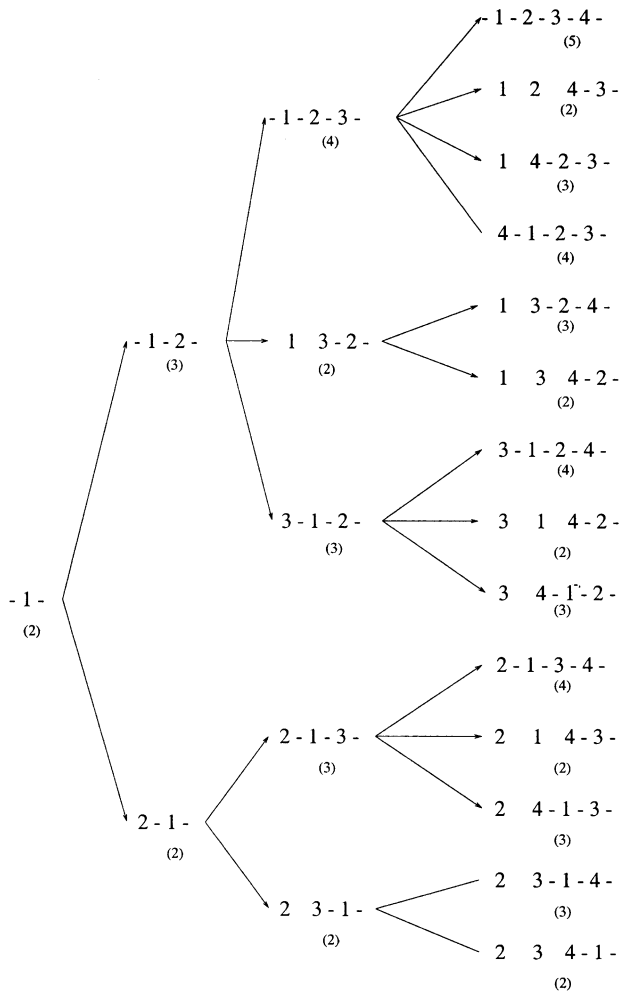 - 1 - 2 - 3 - 4 -
(5)
1 2 4 - 3 -
(2)
- 1 - 2 - 3 -
(4)
1 4 - 2 - 3 -
(3)
4 - 1 - 2 - 3 -
(4)
1 3 - 2 - 4 -
(3)
- 1 - 2 -
(3)
1 3 - 2 -
(2)
1 3 4 - 2 -
(2)
3 - 1 - 2 - 4 -
(4)
3 - 1 - 2 -
(3)
3 1 4 - 2 -
(2)
3 4 - 1 - 2 -
(3)
- 1 -
(2)
2 - 1 - 3 - 4 -
(4)
2 - 1 - 3 -
(3)
2 1 4 - 3 -
(2)
2 4 - 1 - 3 -
(3)
2 - 1 -
(2)
2 3 - 1 - 4 -
(3)
2 3 - 1 -
(2)
2 3 4 - 1 -
(2)